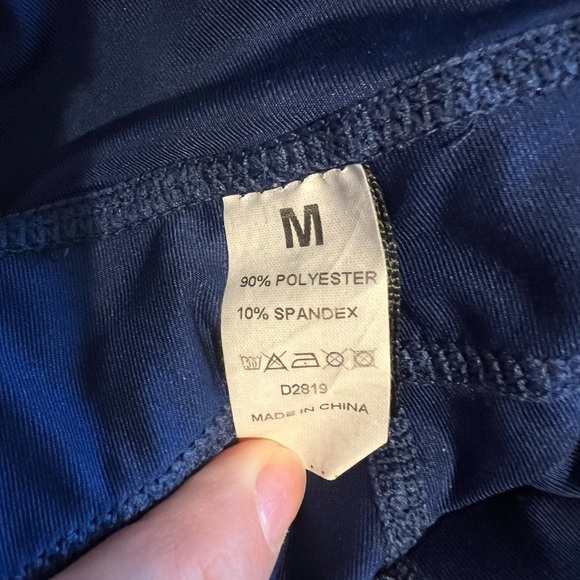 M
90% POLYESTER
10% SPANDEX
D2819
MADE IN CHINA